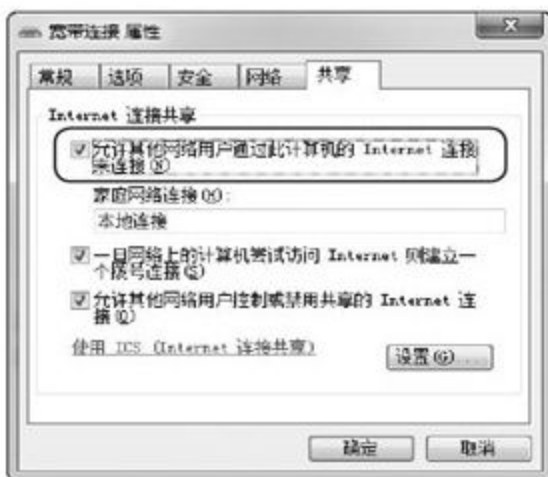 宽带连接 属性
常规 选项 安全 网络 共享
Internet 连接共享
允许其他网络用户通过此计算机的 Internet 连接
来连接(N)
家庭网络连接(H):
本地连接
一旦网络上的计算机尝试访问 Internet 则建立一
个拨号连接(S)
允许其他网络用户控制或禁用共享的 Internet 连
接(O)
使用 ICS (Internet 连接共享)
设置(G)...
确定 取消